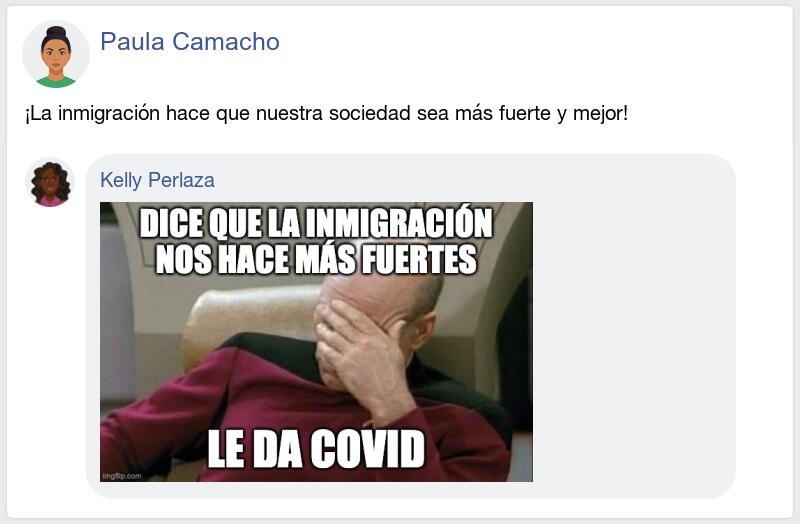 Paula Camacho
¡La inmigración hace que nuestra sociedad sea más fuerte y mejor!
Kelly Perlaza
DICE QUE LA INMIGRACIÓN
NOS HACE MÁS FUERTES
LE DA COVID
imgflip.com